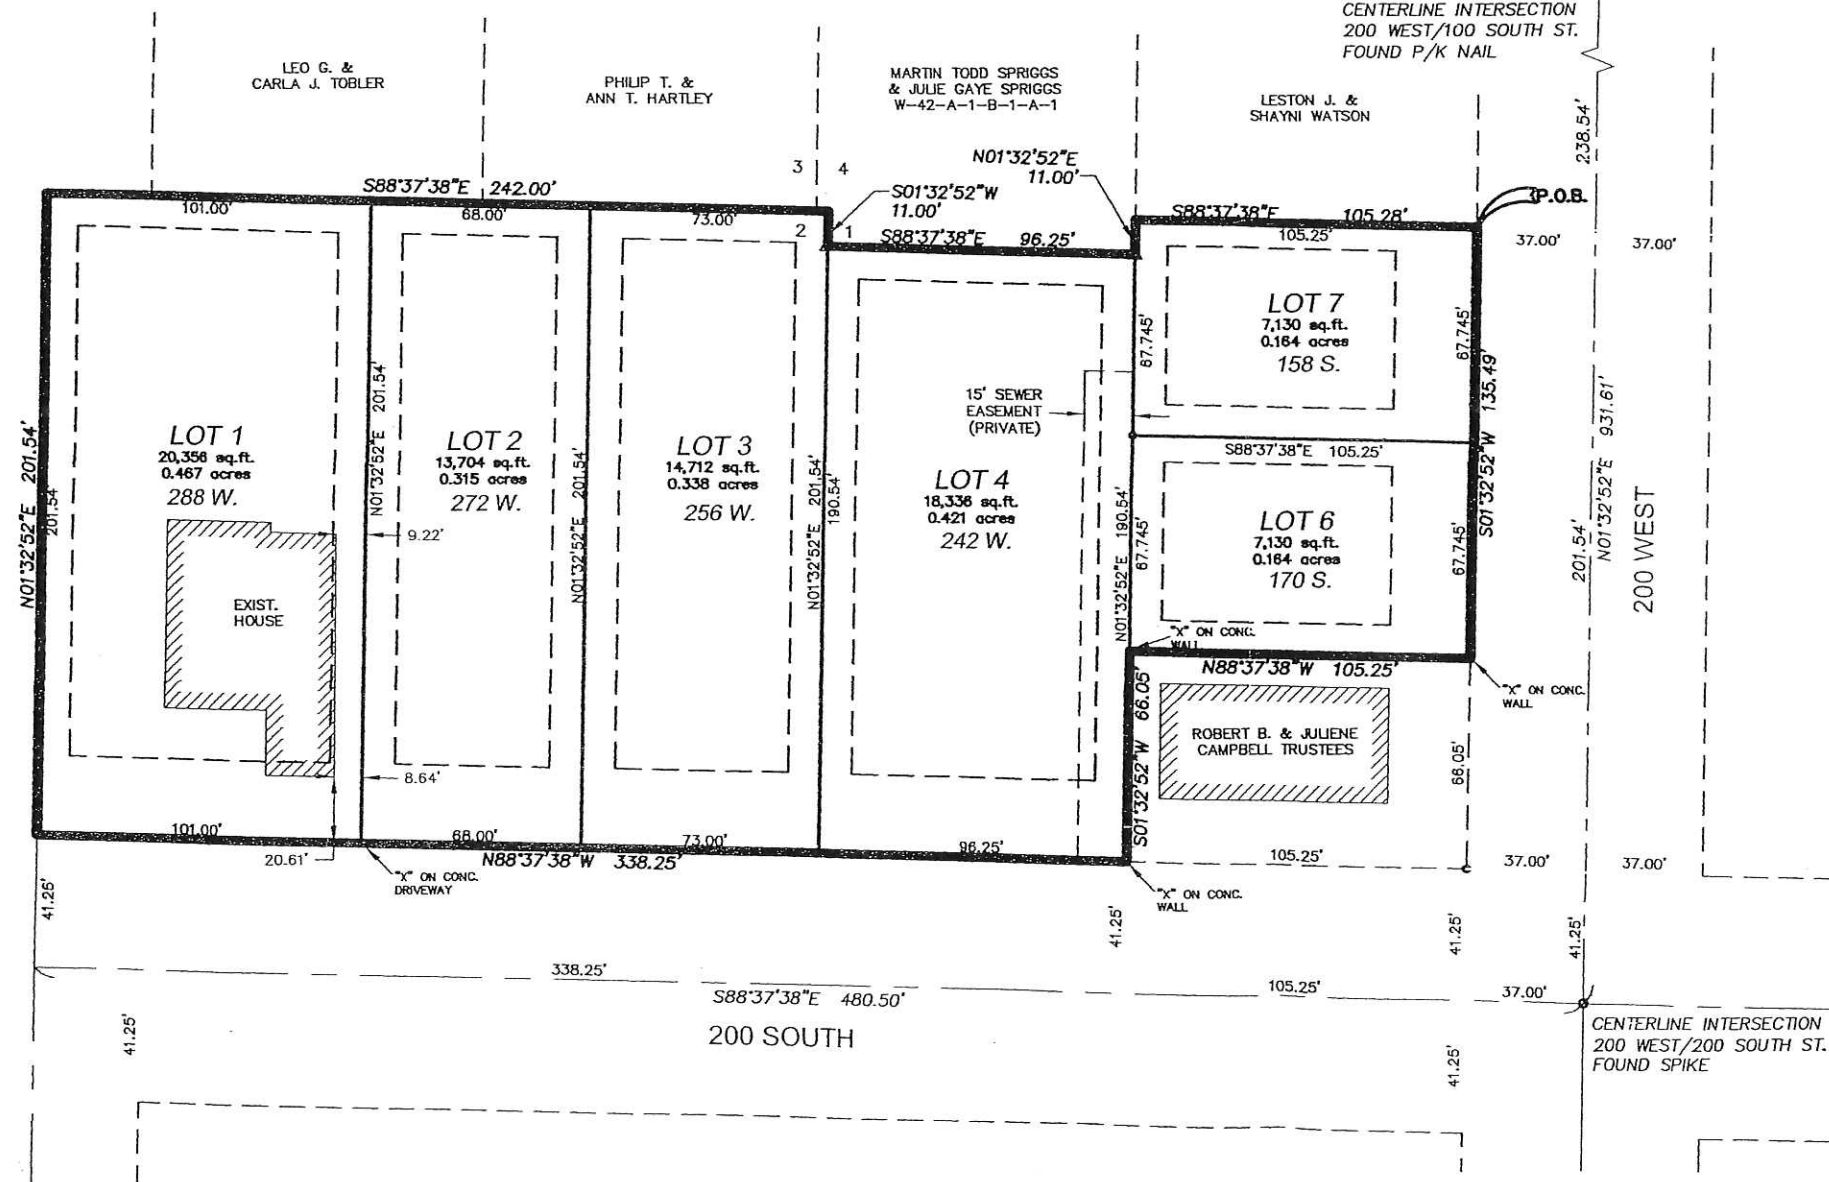 CENTERLINE INTERSECTION
200 WEST/100 SOUTH ST.
FOUND P/K NAIL
LEO G. &
CARLA J. TOBLER
PHILIP T. &
ANN T. HARTLEY
MARTIN TODD SPRIGGS
& JULIE GAYE SPRIGGS
W-42-A-1-B-1-A-1
LESTON J. &
SHAYNI WATSON
238.54'
N01°32'52"E
11.00'
3 4
S01°32'52"W
11.00'
P.O.B.
S88°37'38"E 242.00'
101.00'
68.00'
73.00'
2 1
S88°37'38"E 96.25'
S88°37'38"E 105.28'
105.25'
37.00'
37.00'
LOT 7
7,130 sq.ft.
0.164 acres
158 S.
67.745'
67.745'
S01°32'52"W 135.49'
15' SEWER
EASEMENT
(PRIVATE)
S88°37'38"E 105.25'
N01°32'52"E 201.54'
201.54'
LOT 1
20,356 sq.ft.
0.467 acres
288 W.
N01°32'52"E 201.54'
9.22'
LOT 2
13,704 sq.ft.
0.315 acres
272 W.
N01°32'52"E 201.54'
LOT 3
14,712 sq.ft.
0.338 acres
256 W.
N01°32'52"E 201.54'
190.54'
LOT 4
18,336 sq.ft.
0.421 acres
242 W.
N01°32'52"E 190.54'
67.745'
LOT 6
7,130 sq.ft.
0.164 acres
170 S.
67.745'
201.54'
N01°32'52"E 931.61'
200 WEST
EXIST.
HOUSE
"X" ON CONC.
WALL
N88°37'38"W 105.25'
"X" ON CONC.
WALL
S01°32'52"W 66.05'
ROBERT B. & JULIENE
CAMPBELL TRUSTEES
66.05'
8.64'
101.00'
68.00'
73.00'
96.25'
20.61'
N88°37'38"W 338.25'
105.25'
37.00'
37.00'
"X" ON CONC.
DRIVEWAY
"X" ON CONC.
WALL
41.25'
41.25'
41.25'
41.25'
338.25'
S88°37'38"E 480.50'
105.25'
37.00'
200 SOUTH
41.25'
41.25'
CENTERLINE INTERSECTION
200 WEST/200 SOUTH ST.
FOUND SPIKE